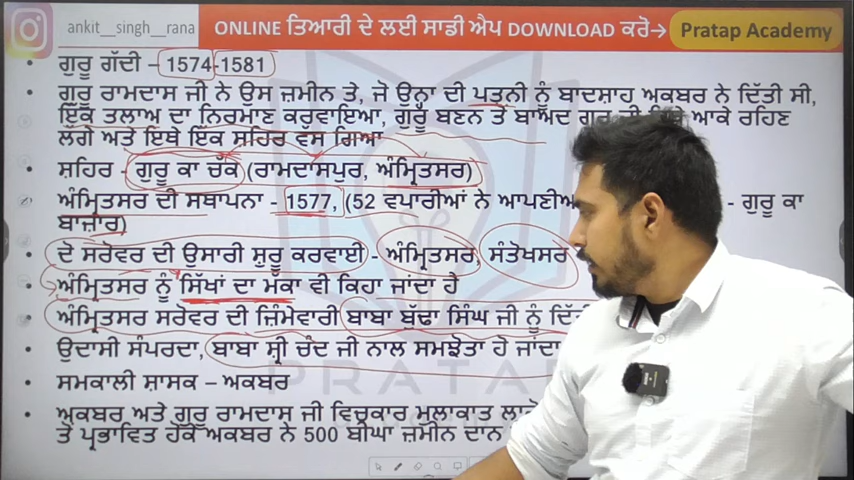 ankit__singh__rana
ONLINE ਤਿਆਰੀ ਦੇ ਲਈ ਸਾਡੀ ਐਪ DOWNLOAD ਕਰੋ→
Pratap Academy
• ਗੁਰੂ ਗੱਦੀ – 1574-1581
• ਗੁਰੂ ਰਾਮਦਾਸ ਜੀ ਨੇ ਉਸ ਜ਼ਮੀਨ ਤੇ, ਜੋ ਉਨ੍ਹਾ ਦੀ ਪਤਨੀ ਨੂੰ ਬਾਦਸ਼ਾਹ ਅਕਬਰ ਨੇ ਦਿੱਤੀ ਸੀ,
ਇੱਕ ਤਲਾਅ ਦਾ ਨਿਰਮਾਣ ਕਰਵਾਇਆ, ਗੁਰੂ ਬਣਨ ਤੋਂ ਬਾਅਦ ਆਕੇ ਰਹਿਣ
ਲੱਗੇ ਅਤੇ ਇਥੇ ਇੱਕ ਸ਼ਹਿਰ ਵੱਸ ਗਿਆ
• ਸ਼ਹਿਰ - ਗੁਰੂ ਕਾ ਚੱਕ (ਰਾਮਦਾਸਪੁਰ, ਅੰਮ੍ਰਿਤਸਰ)
• ਅੰਮ੍ਰਿਤਸਰ ਦੀ ਸਥਾਪਨਾ - 1577, (52 ਵਪਾਰੀਆਂ ਨੇ - ਗੁਰੂ ਕਾ
ਬਾਜ਼ਾਰ)
• ਦੋ ਸਰੋਵਰ ਦੀ ਉਸਾਰੀ ਸ਼ੁਰੂ ਕਰਵਾਈ - ਅੰਮ੍ਰਿਤਸਰ, ਸੰਤੋਖਸਰ
• ਅੰਮ੍ਰਿਤਸਰ ਨੂੰ ਸਿੱਖਾਂ ਦਾ ਮੱਕਾ ਵੀ ਕਿਹਾ ਜਾਂਦਾ ਹੈ
• ਅੰਮ੍ਰਿਤਸਰ ਸਰੋਵਰ ਦੀ ਜ਼ਿੰਮੇਵਾਰੀ ਬਾਬਾ ਬੁੱਢਾ ਸਿੰਘ ਜੀ ਨੂੰ
• ਉਦਾਸੀ ਸੰਪਰਦਾ, ਬਾਬਾ ਸ਼੍ਰੀ ਚੰਦ ਜੀ ਨਾਲ ਸਮਝੋਤਾ ਹੋ ਜਾਂਦਾ
• ਸਮਕਾਲੀ ਸ਼ਾਸਕ – ਅਕਬਰ
• ਅਕਬਰ ਅਤੇ ਗੁਰੂ ਰਾਮਦਾਸ ਜੀ ਵਿਚਕਾਰ ਮੁਲਾਕਾਤ
ਤੋਂ ਪ੍ਰਭਾਵਿਤ ਹੋਕੇ ਅਕਬਰ ਨੇ 500 ਬੀਘਾ ਜ਼ਮੀਨ ਦਾਨ